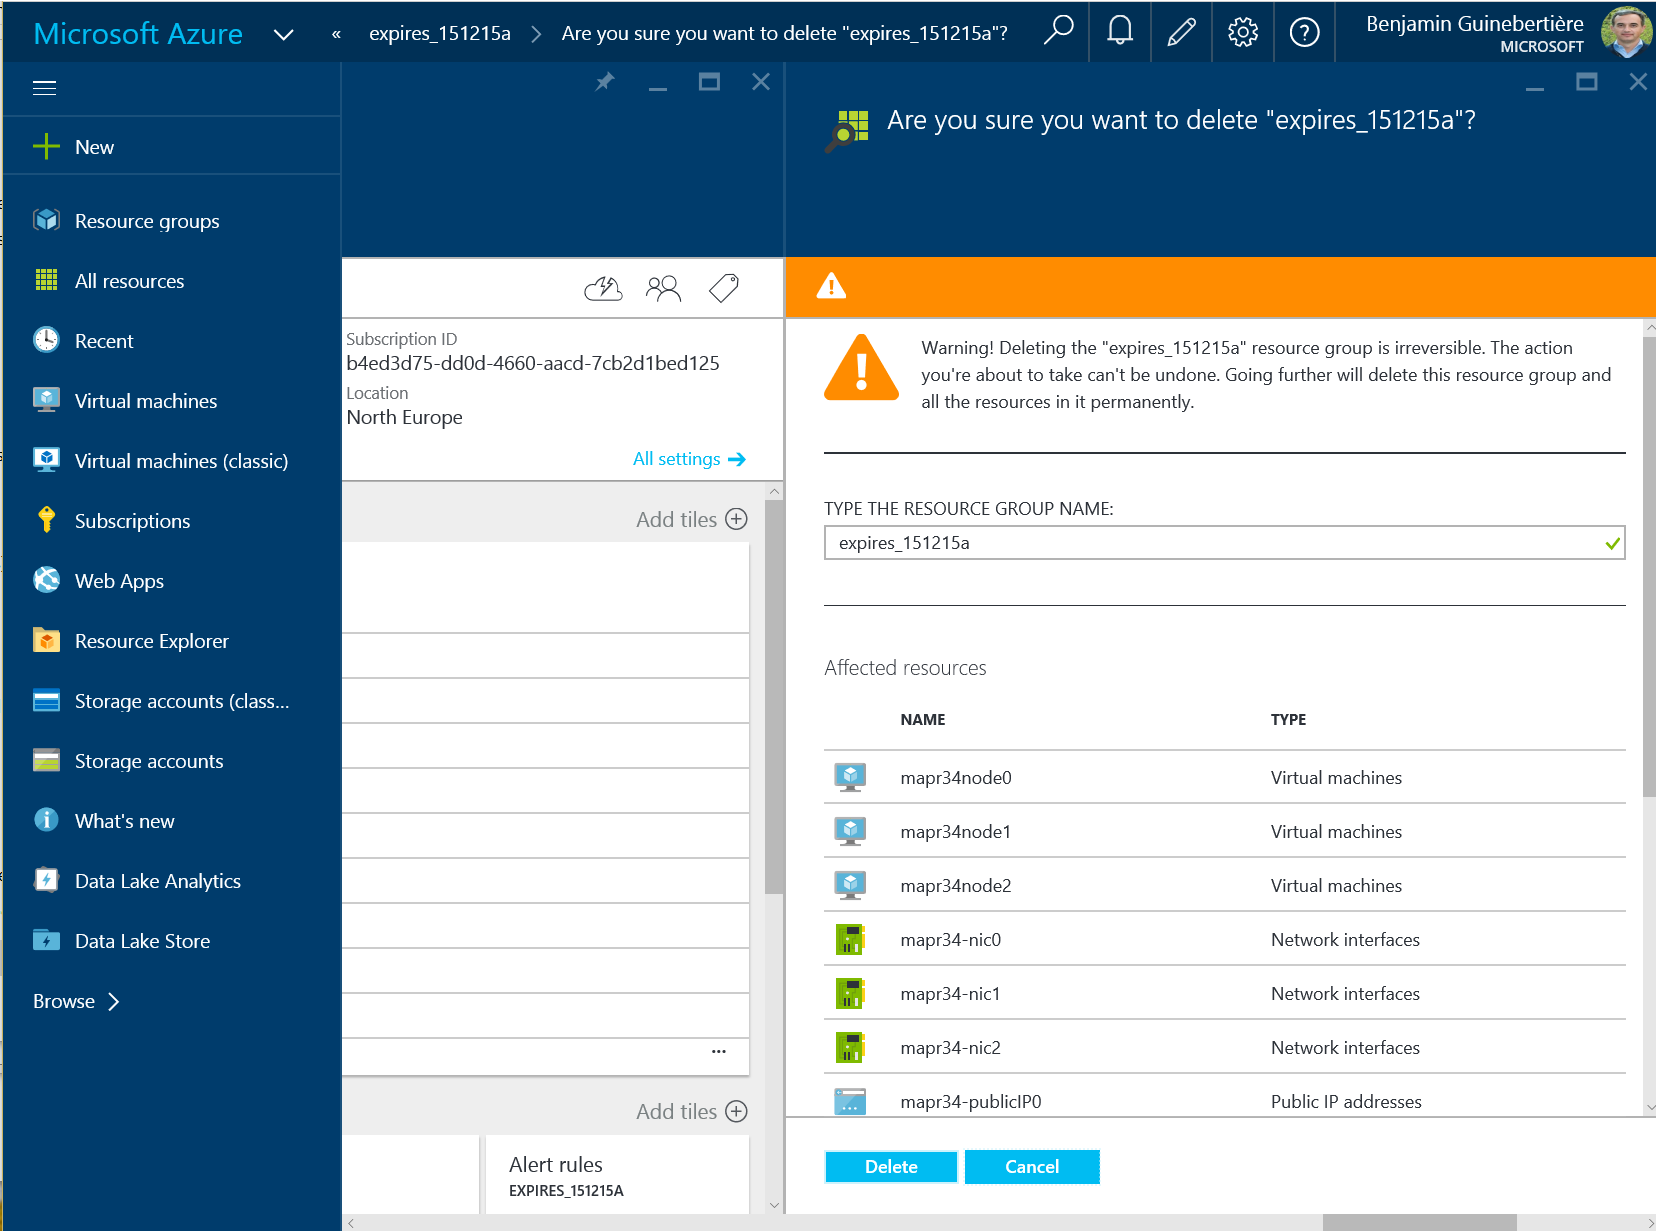 Microsoft Azure
«
expires_151215a
Are you sure you want to delete "expires_151215a"?
Benjamin Guinebertière
MICROSOFT
New
Resource groups
All resources
Recent
Virtual machines
Virtual machines (classic)
Subscriptions
Web Apps
Resource Explorer
Storage accounts (class...
Storage accounts
What's new
Data Lake Analytics
Data Lake Store
Browse
Subscription ID
b4ed3d75-dd0d-4660-aacd-7cb2d1bed125
Location
North Europe
All settings
Add tiles
...
Add tiles
Alert rules
EXPIRES_151215A
Are you sure you want to delete "expires_151215a"?
Warning! Deleting the "expires_151215a" resource group is irreversible. The action
you're about to take can't be undone. Going further will delete this resource group and
all the resources in it permanently.
TYPE THE RESOURCE GROUP NAME:
expires_151215a
Affected resources
NAME TYPE
mapr34node0 Virtual machines
mapr34node1 Virtual machines
mapr34node2 Virtual machines
mapr34-nic0 Network interfaces
mapr34-nic1 Network interfaces
mapr34-nic2 Network interfaces
mapr34-publicIP0 Public IP addresses
Delete Cancel